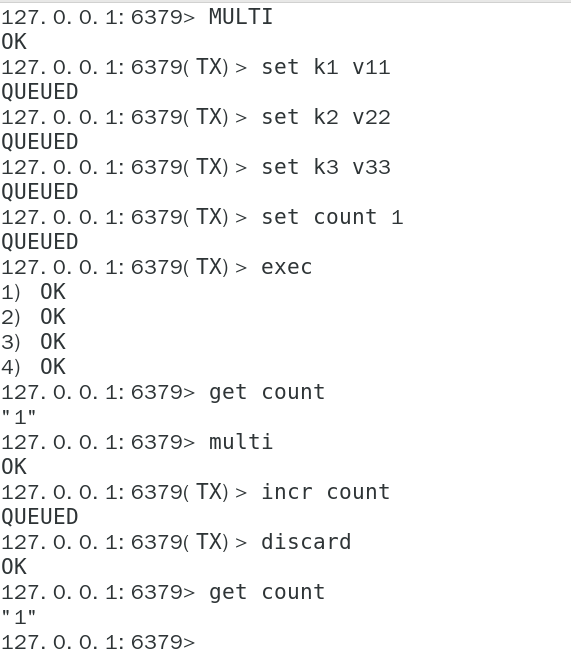 127.0.0.1:6379> MULTI
OK
127.0.0.1:6379(TX)> set k1 v11
QUEUED
127.0.0.1:6379(TX)> set k2 v22
QUEUED
127.0.0.1:6379(TX)> set k3 v33
QUEUED
127.0.0.1:6379(TX)> set count 1
QUEUED
127.0.0.1:6379(TX)> exec
1) OK
2) OK
3) OK
4) OK
127.0.0.1:6379> get count
"1"
127.0.0.1:6379> multi
OK
127.0.0.1:6379(TX)> incr count
QUEUED
127.0.0.1:6379(TX)> discard
OK
127.0.0.1:6379> get count
"1"
127.0.0.1:6379>